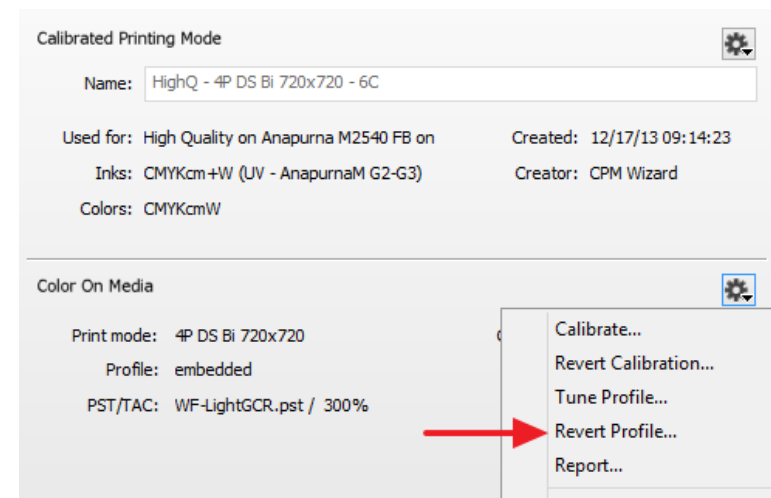 Calibrated Printing Mode
Name: HighQ - 4P DS Bi 720x720 - 6C
Used for: High Quality on Anapurna M2540 FB on Created: 12/17/13 09:14:23
Inks: CMYKcm+W (UV - AnapurnaM G2-G3) Creator: CPM Wizard
Colors: CMYKcmW
Color On Media
Print mode: 4P DS Bi 720x720
Profile: embedded
PST/TAC: WF-LightGCR.pst / 300%
Calibrate...
Revert Calibration...
Tune Profile...
Revert Profile...
Report...